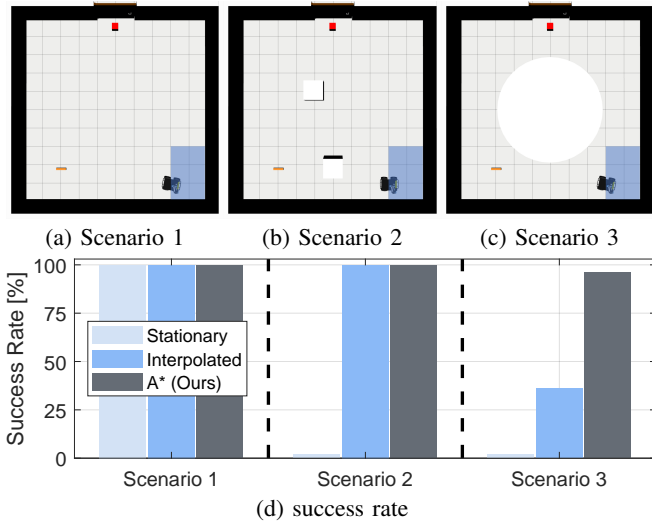 (a) Scenario 1
(b) Scenario 2
(c) Scenario 3
Success Rate [%]
100
75
50
25
0
Stationary
Interpolated
A* (Ours)
Scenario 1
Scenario 2
Scenario 3
(d) success rate